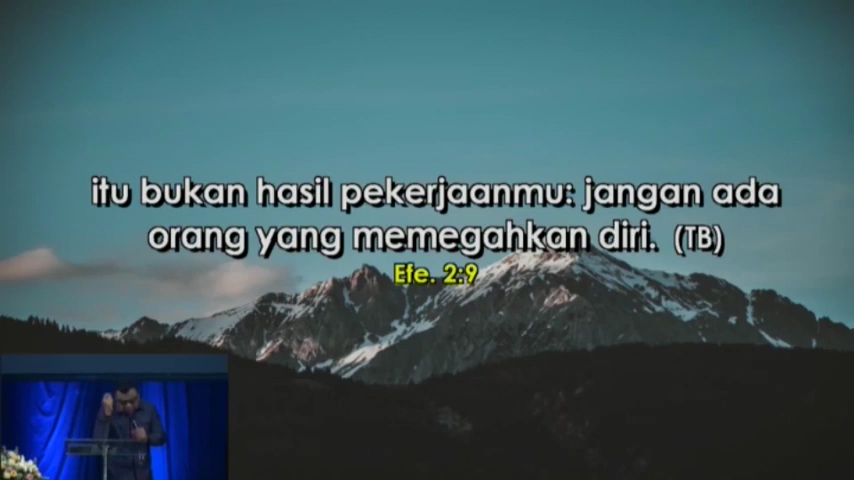 itu bukan hasil pekerjaanmu: jangan ada
orang yang memegahkan diri. (TB)
Efe. 2:9